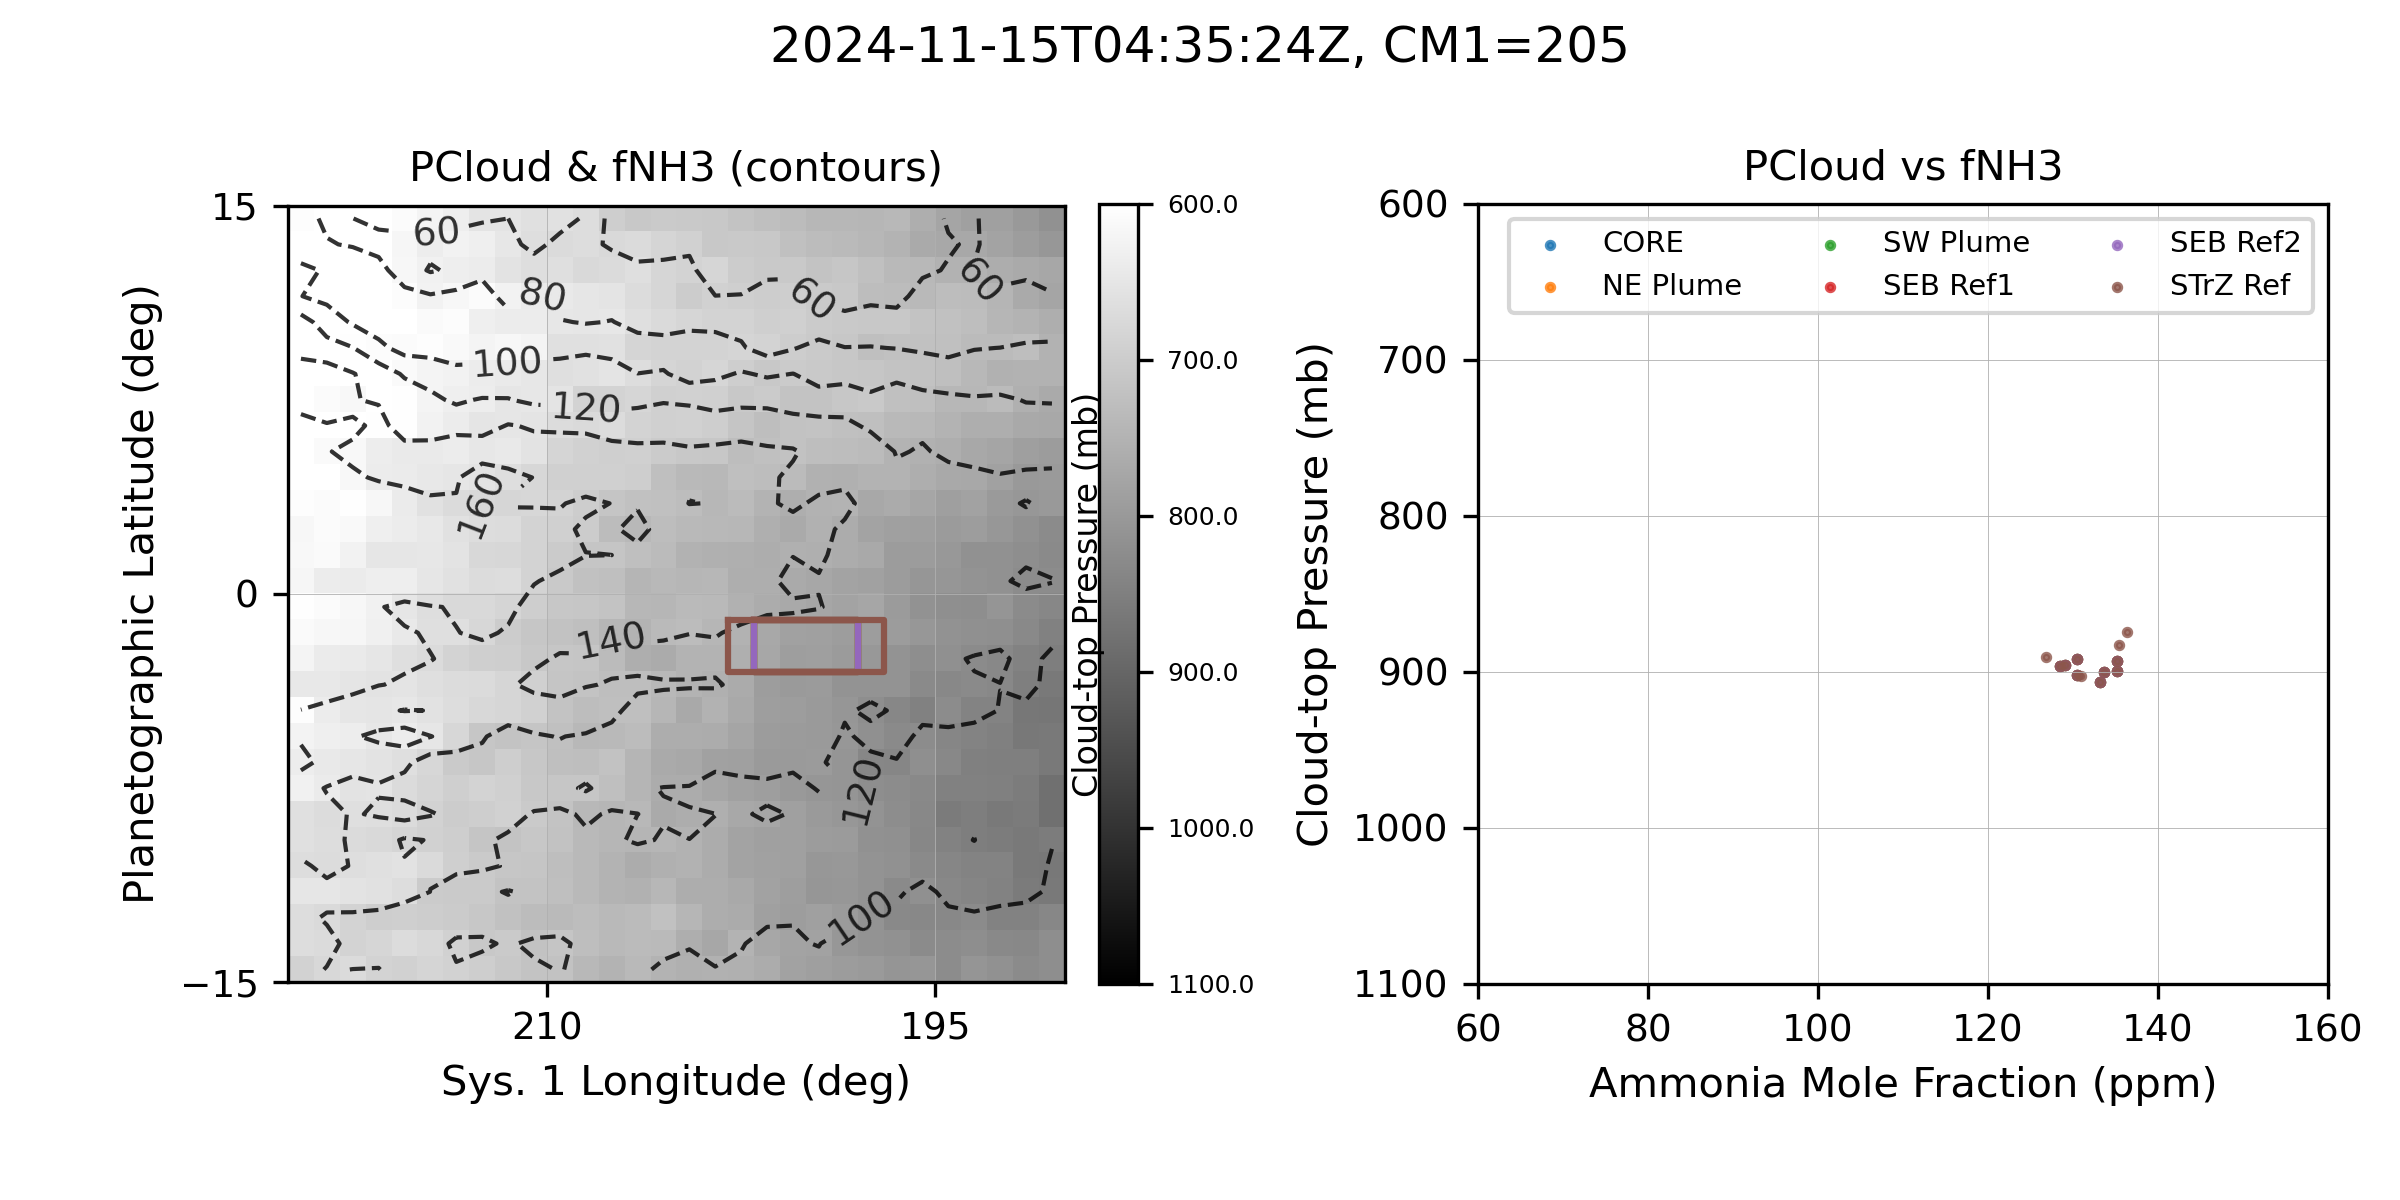 2024-11-15T04:35:24Z, CM1=205
PCloud & fNH3 (contours)
15
0
−15
210
195
Planetographic Latitude (deg)
Sys. 1 Longitude (deg)
60
60
60
80
100
120
160
140
120
100
600.0
700.0
800.0
900.0
1000.0
1100.0
Cloud-top Pressure (mb)
PCloud vs fNH3
CORE
NE Plume
SW Plume
SEB Ref1
SEB Ref2
STrZ Ref
600
700
800
900
1000
1100
60
80
100
120
140
160
Cloud-top Pressure (mb)
Ammonia Mole Fraction (ppm)